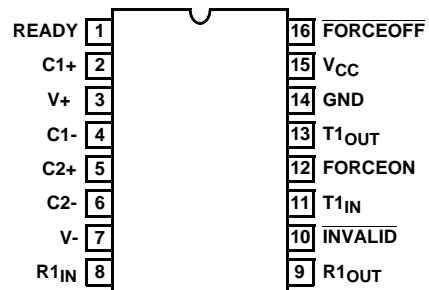 READY 1 16 FORCEOFF
C1+ 2 15 VCC
V+ 3 14 GND
C1- 4 13 T1OUT
C2+ 5 12 FORCEON
C2- 6 11 T1IN
V- 7 10 INVALID
R1IN 8 9 R1OUT